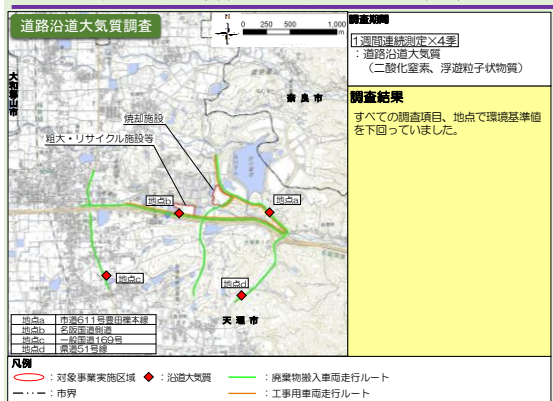 道路沿道大気質調査
N
0 250 500 1,000
m
大和郡山市
奈良市
焼却施設
粗大・リサイクル施設等
地点b
地点a
地点c
地点d
天理市
地点a 市道611号豊田櫟本線
地点b 名阪国道側道
地点c 一般国道169号
地点d 県道51号線
調査期間
1週間連続測定×4季
：道路沿道大気質
（二酸化窒素、浮遊粒子状物質）
調査結果
すべての調査項目、地点で環境基準値
を下回っていました。
凡例
：対象事業実施区域 ：沿道大気質 ：廃棄物搬入車両走行ルート
：市界 ：工事用車両走行ルート